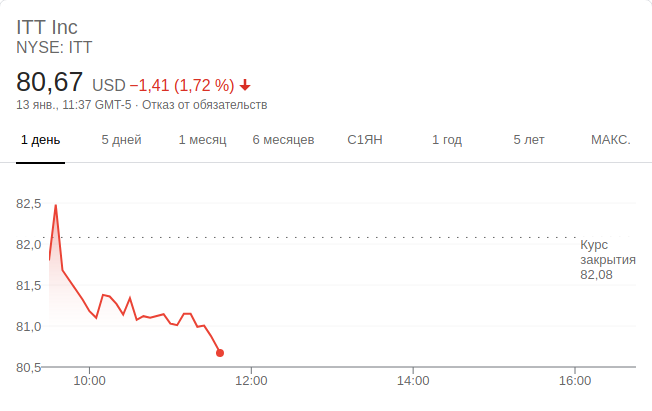 ITT Inc
NYSE: ITT
80,67 USD −1,41 (1,72 %)
13 янв., 11:37 GMT-5 · Отказ от обязательств
1 день 5 дней 1 месяц 6 месяцев С1ЯН 1 год 5 лет МАКС.
82,5
82,0
81,5
81,0
80,5
Курс
закрытия
82,08
10:00 12:00 14:00 16:00